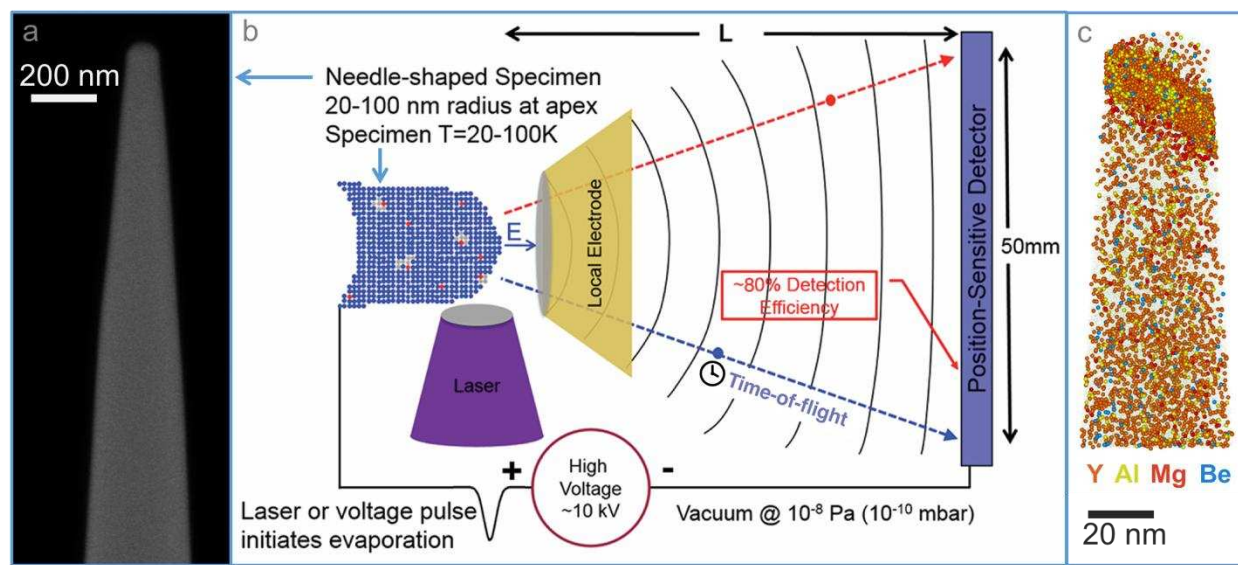 a
200 nm
b
Needle-shaped Specimen
20-100 nm radius at apex
Specimen T=20-100K
L
E
Local Electrode
Laser
~80% Detection
Efficiency
Time-of-flight
Position-Sensitive Detector
50mm
+
High
Voltage
~10 kV
-
Laser or voltage pulse
initiates evaporation
Vacuum @ 10⁻⁸ Pa (10⁻¹⁰ mbar)
c
Y Al Mg Be
20 nm